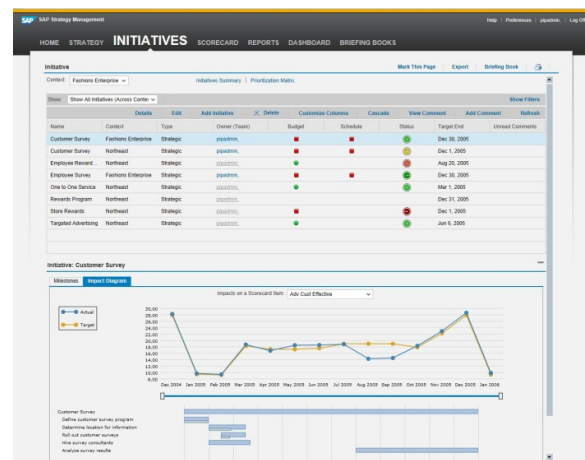 SAP SAP Strategy Management
Help | Preferences | pipadmin, | Log Of
HOME STRATEGY INITIATIVES SCORECARD REPORTS DASHBOARD BRIEFING BOOKS
Initiative
Mark This Page | Export | Briefing Book
Context Fashions Enterprise
Initiatives Summary | Prioritization Matrix
Show Show All Initiatives (Across Contex
Show Filters
Details Edit Add Initiative Delete Customize Columns Cascade View Comment Add Comment Refresh
Name Context Type Owner (Team) Budget Schedule Status Target End Unread Comments
Customer Survey Fashions Enterprise Strategic pipadmin, Dec 30, 2005
Customer Survey Northeast Strategic pipadmin, Dec 1, 2005
Employee Reward... Northeast Strategic pipadmin, Aug 20, 2005
Employee Survey Fashions Enterprise Strategic pipadmin, Dec 30, 2005
One to One Service Northeast Strategic pipadmin, Mar 1, 2005
Rewards Program Northeast Strategic pipadmin, Dec 31, 2005
Store Rewards Northeast Strategic pipadmin, Dec 1, 2005
Targeted Advertising Northeast Strategic pipadmin, Jun 6, 2005
Initiative: Customer Survey
Milestones Impact Diagram
Impacts on a Scorecard Item: Adv Cust Effective
Actual
Target
30.00
28.00
26.00
24.00
22.00
20.00
18.00
16.00
14.00
12.00
10.00
8.00
Dec 2004 Jan 2005 Feb 2005 Mar 2005 Apr 2005 May 2005 Jun 2005 Jul 2005 Aug 2005 Sep 2005 Oct 2005 Nov 2005 Dec 2005 Jan 2006
Customer Survey
Define customer survey program
Determine location for information
Roll-out customer surveys
Hire survey consultants
Analyze survey results